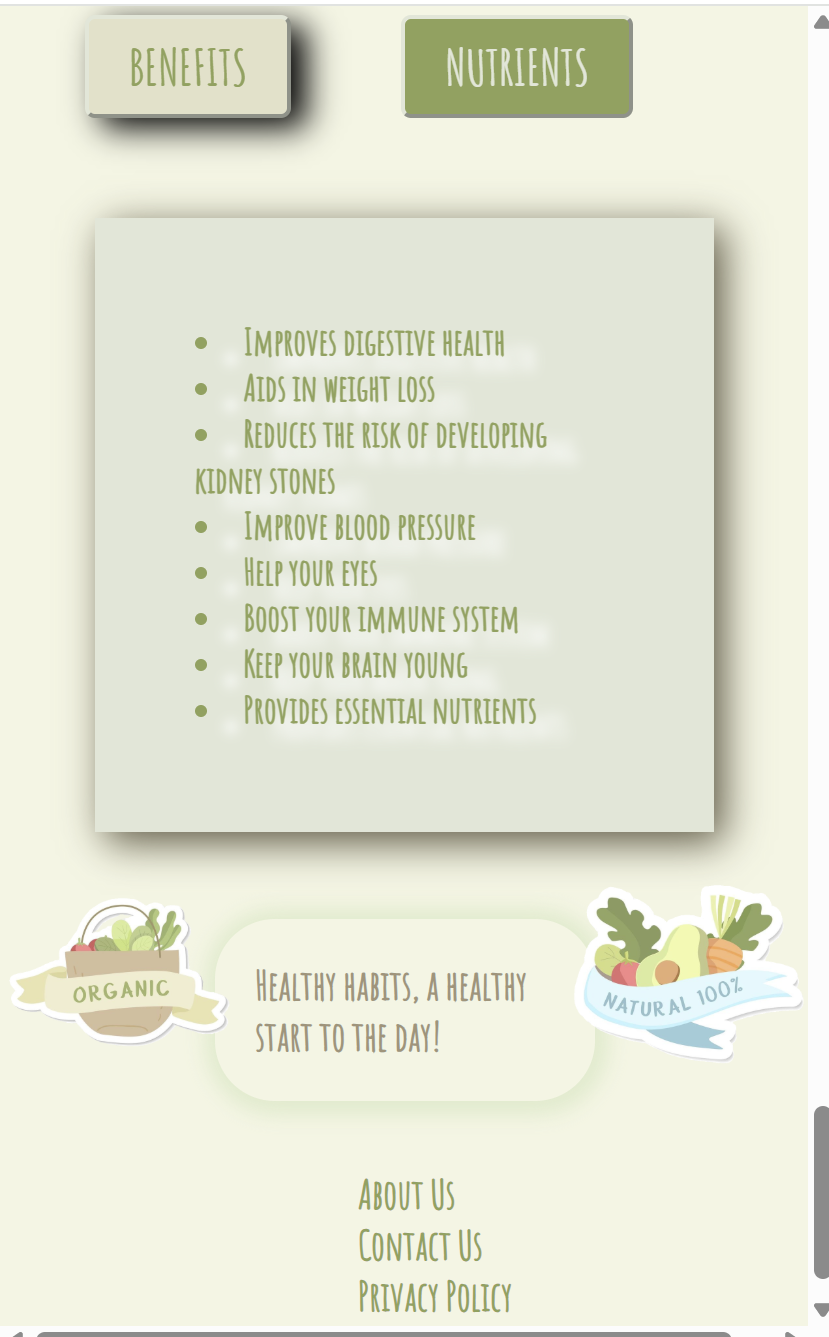 BENEFITS
NUTRIENTS
• IMPROVES DIGESTIVE HEALTH
• AIDS IN WEIGHT LOSS
• REDUCES THE RISK OF DEVELOPING
KIDNEY STONES
• IMPROVE BLOOD PRESSURE
• HELP YOUR EYES
• BOOST YOUR IMMUNE SYSTEM
• KEEP YOUR BRAIN YOUNG
• PROVIDES ESSENTIAL NUTRIENTS
ORGANIC
HEALTHY HABITS, A HEALTHY
START TO THE DAY!
NATURAL 100%
ABOUT US
CONTACT US
PRIVACY POLICY